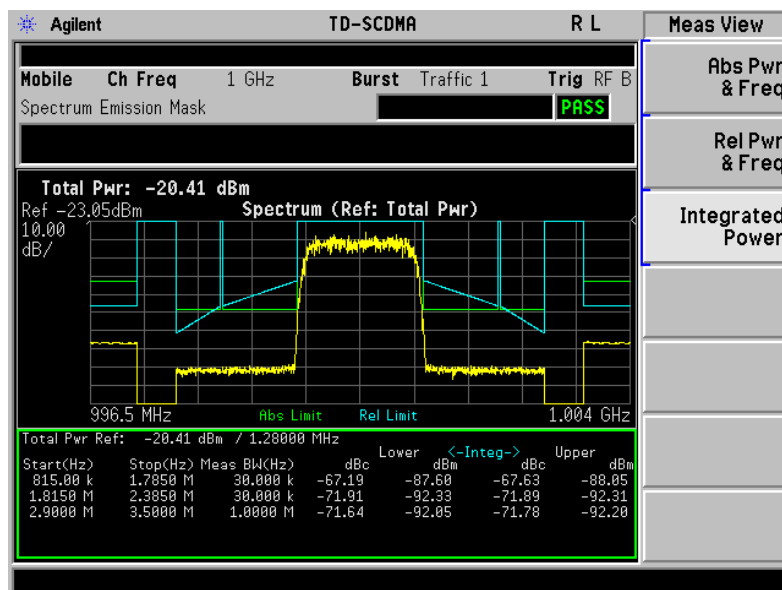 Agilent TD-SCDMA R L Meas View
Mobile Ch Freq 1 GHz Burst Traffic 1 Trig RF B
Spectrum Emission Mask PASS
Abs Pwr
& Freq
Rel Pwr
& Freq
Integrated
Power
Total Pwr: -20.41 dBm
Ref -23.05dBm Spectrum (Ref: Total Pwr)
10.00
dB/
996.5 MHz Abs Limit Rel Limit 1.004 GHz
Total Pwr Ref: -20.41 dBm / 1.28000 MHz
Lower <-Integ-> Upper
Start(Hz) Stop(Hz) Meas BW(Hz) dBc dBm dBc dBm
815.00 k 1.7850 M 30.000 k -67.19 -87.60 -67.63 -88.05
1.8150 M 2.3850 M 30.000 k -71.91 -92.33 -71.89 -92.31
2.9000 M 3.5000 M 1.0000 M -71.64 -92.05 -71.78 -92.20